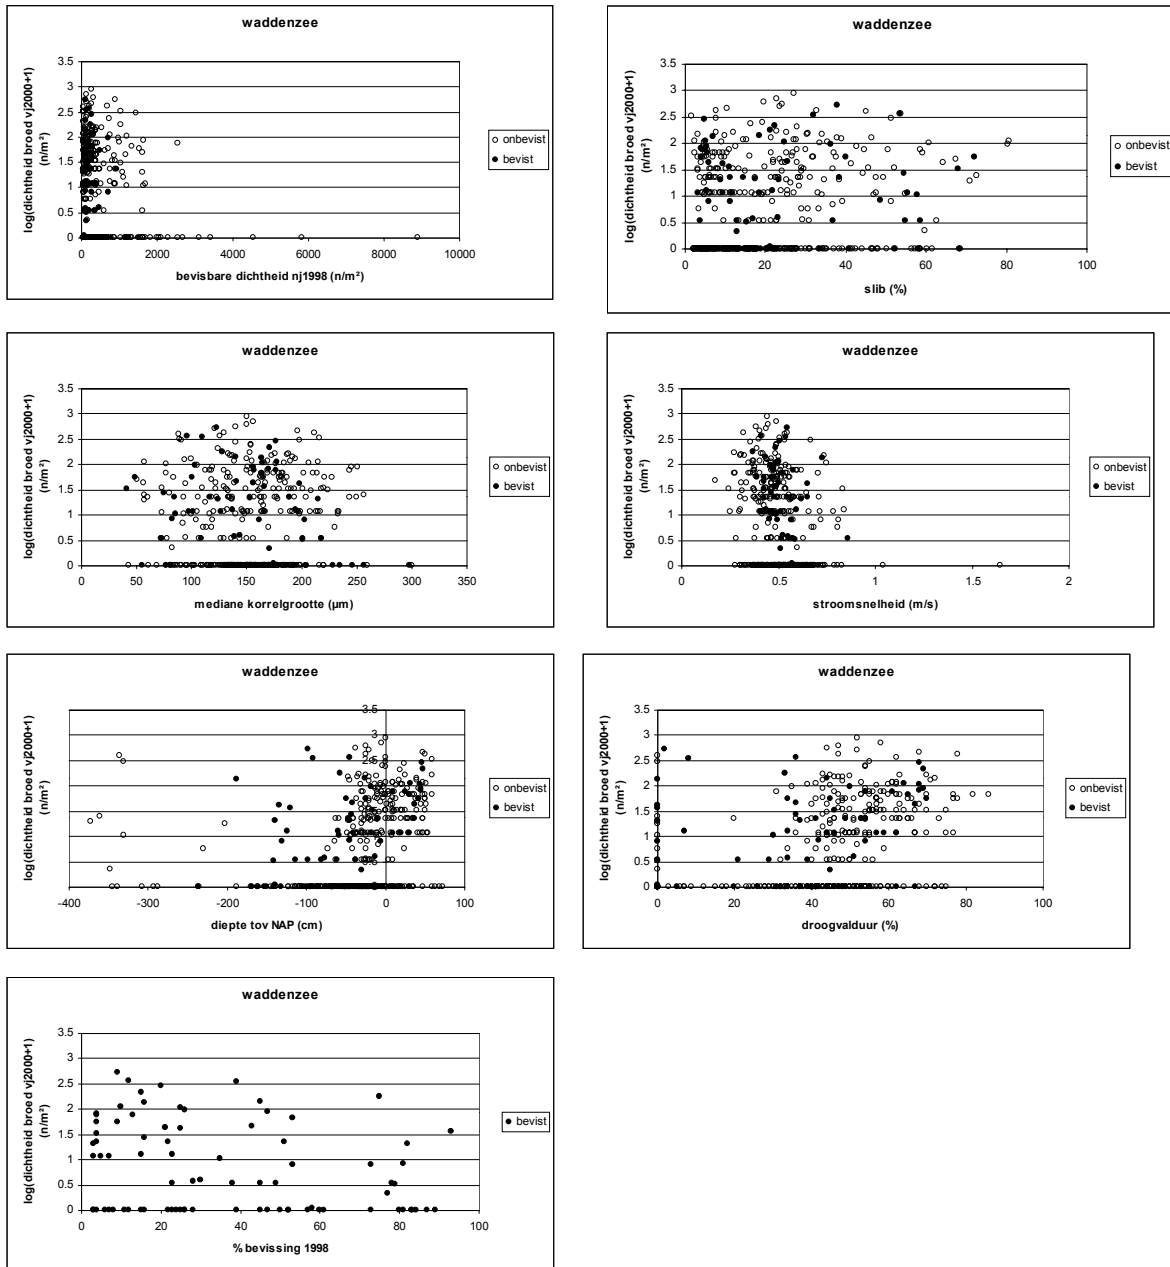 waddenzee
log(dichtheid broed vj2000+1)
(n/m²)
3.5
3
2.5
2
1.5
1
0.5
0
0 2000 4000 6000 8000 10000
bevisbare dichtheid nj1998 (n/m²)
onbevist
bevist
waddenzee
log(dichtheid broed vj2000+1)
(n/m²)
3.5
3
2.5
2
1.5
1
0.5
0
0 20 40 60 80 100
slib (%)
onbevist
bevist
waddenzee
log(dichtheid broed vj2000+1)
(n/m²)
3.5
3
2.5
2
1.5
1
0.5
0
0 50 100 150 200 250 300 350
mediane korrelgrootte (µm)
onbevist
bevist
waddenzee
log(dichtheid broed vj2000+1)
(n/m²)
3.5
3
2.5
2
1.5
1
0.5
0
0 0.5 1 1.5 2
stroomsnelheid (m/s)
onbevist
bevist
waddenzee
log(dichtheid broed vj2000+1)
(n/m²)
3.5
3
2.5
2
1.5
1
0.5
0
-400 -300 -200 -100 0 100
diepte tov NAP (cm)
onbevist
bevist
waddenzee
log(dichtheid broed vj2000+1)
(n/m²)
3.5
3
2.5
2
1.5
1
0.5
0
0 20 40 60 80 100
droogvalduur (%)
onbevist
bevist
waddenzee
log(dichtheid broed vj2000+1)
(n/m²)
3.5
3
2.5
2
1.5
1
0.5
0
0 20 40 60 80 100
% bevissing 1998
bevist